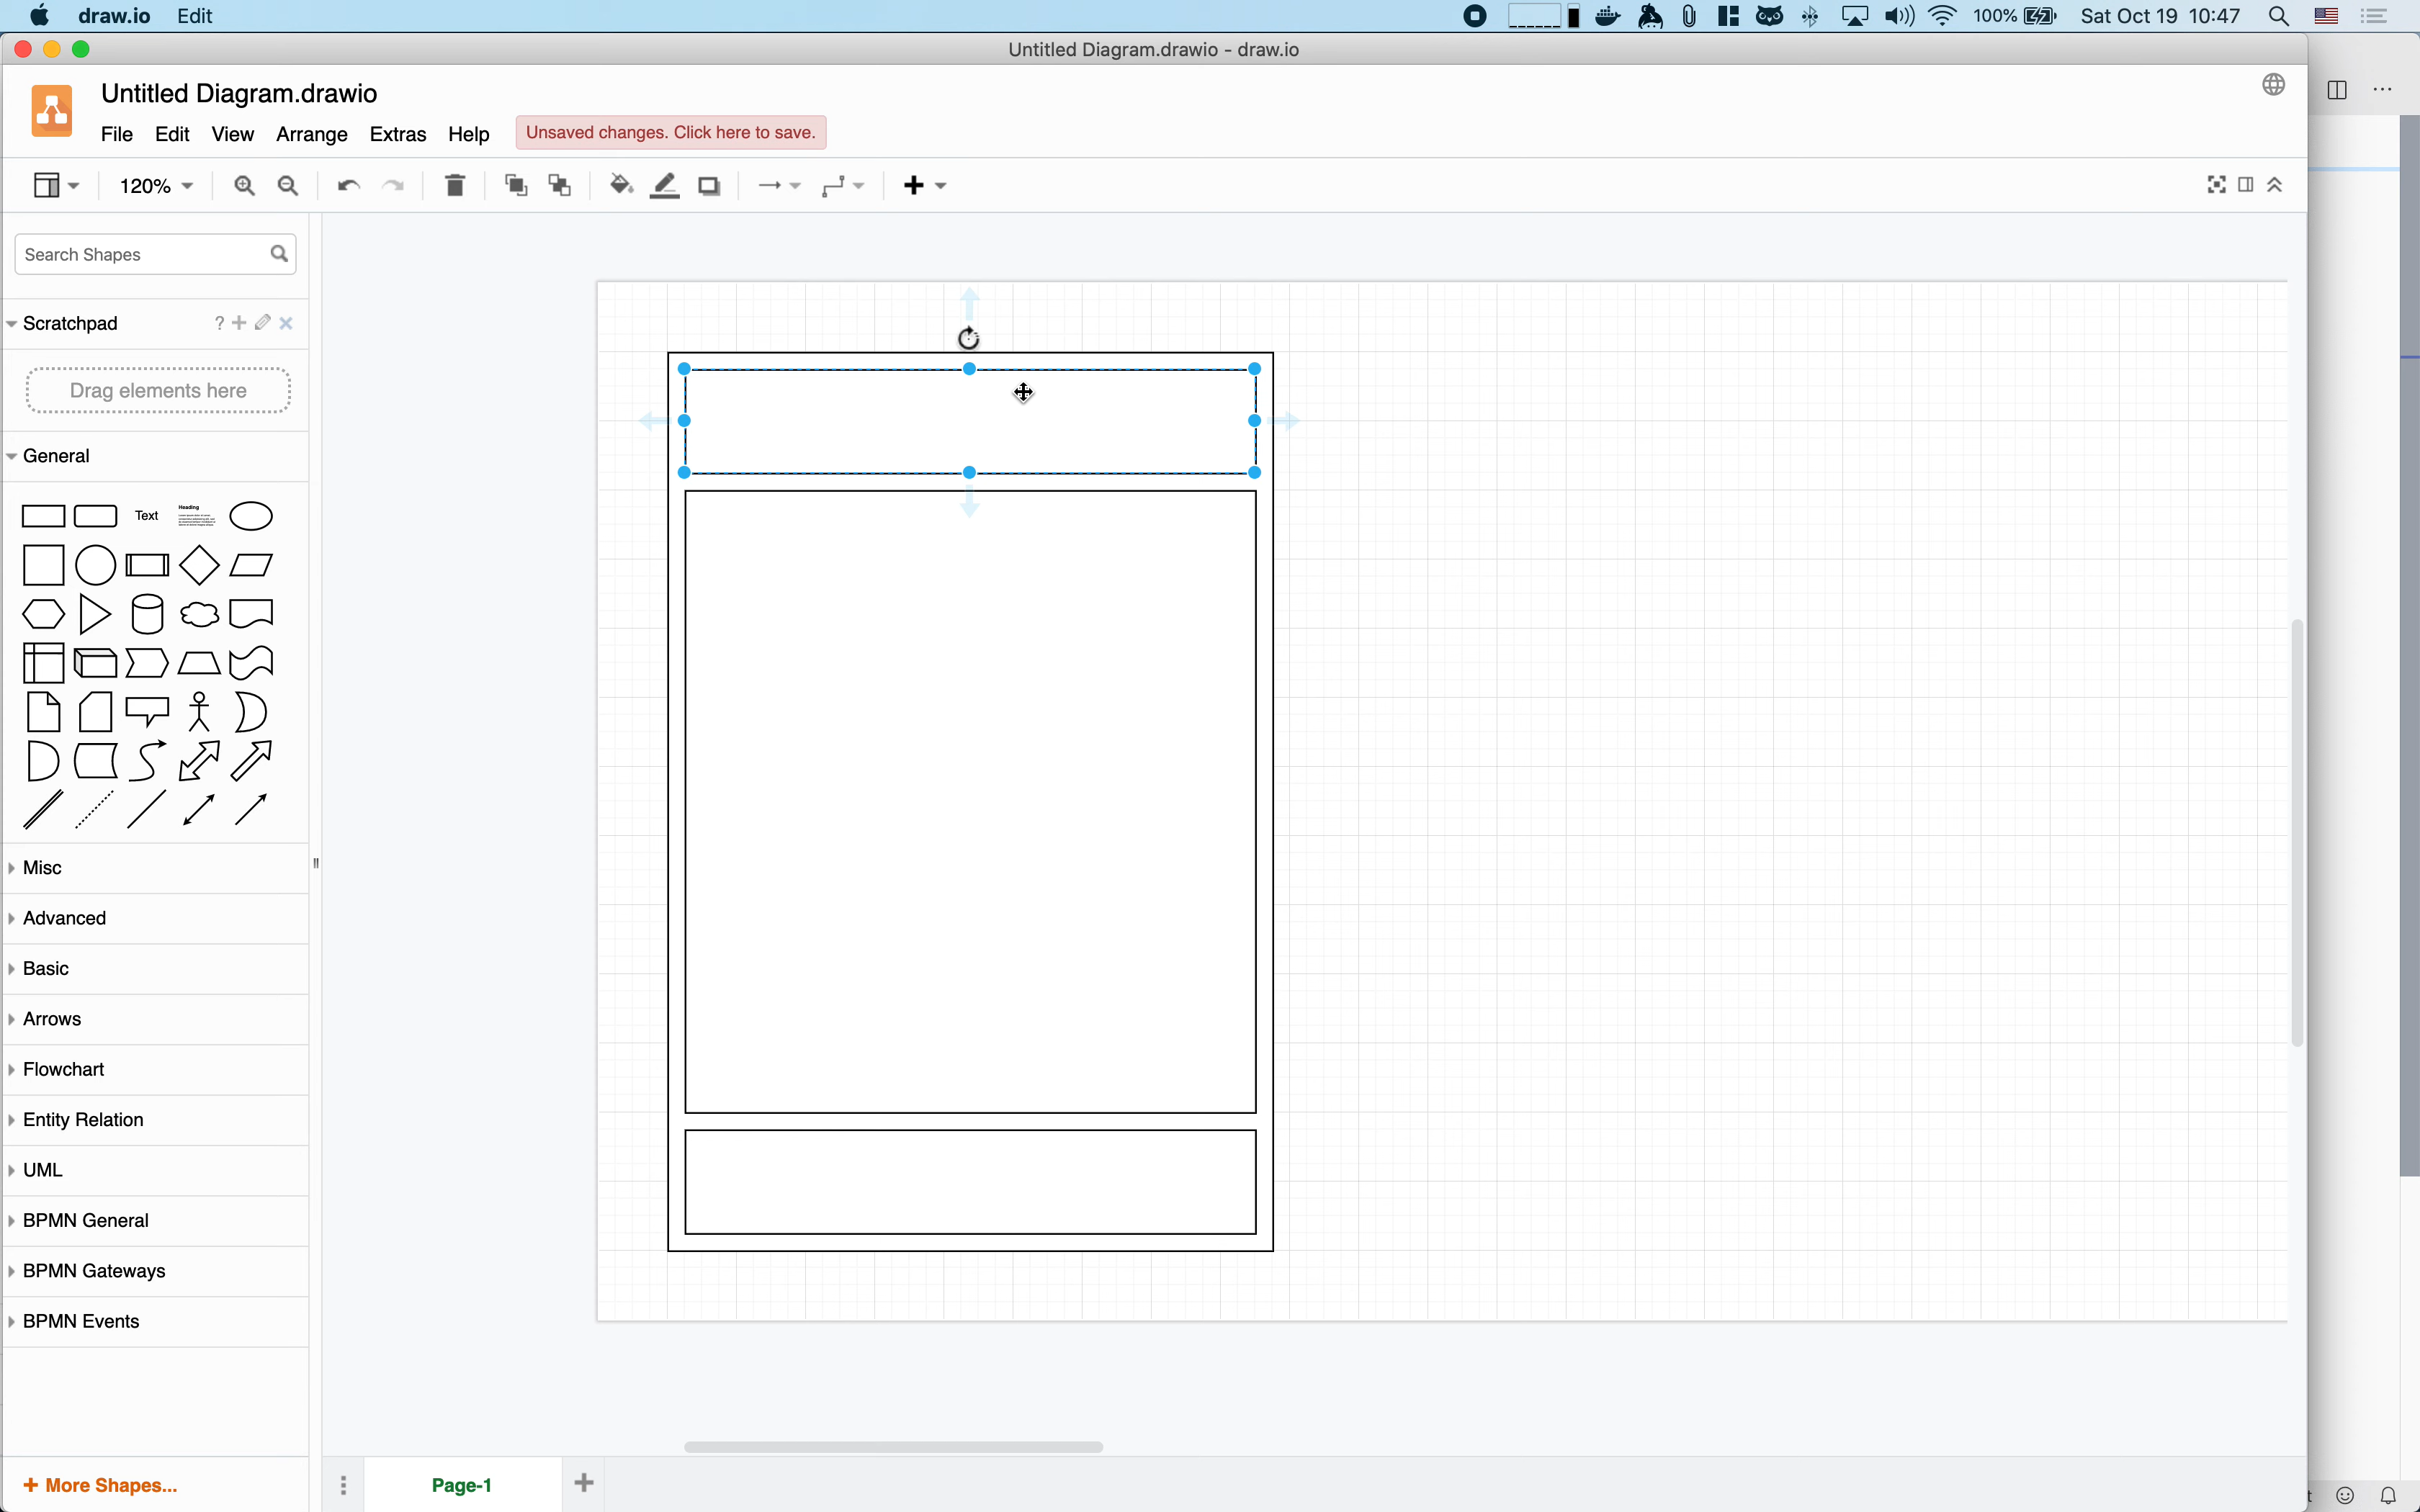 draw.io Edit 100% Sat Oct 19 10:47
Untitled Diagram.drawio - draw.io
Untitled Diagram.drawio
File Edit View Arrange Extras Help Unsaved changes. Click here to save.
120%
Search Shapes
Scratchpad ?
Drag elements here
General
Text Heading
Misc
Advanced
Basic
Arrows
Flowchart
Entity Relation
UML
BPMN General
BPMN Gateways
BPMN Events
+ More Shapes...
Page-1